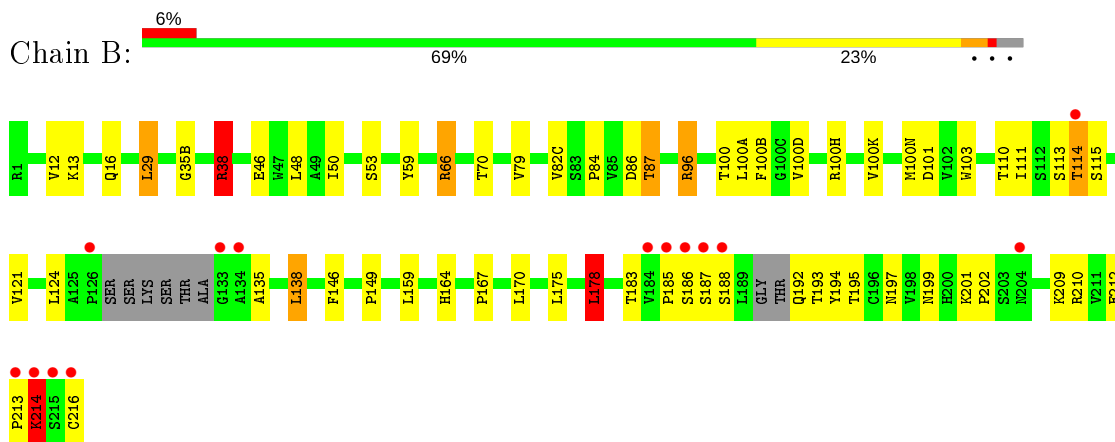 6%
Chain B:
69% 23% • • •
R1 V12 K13 Q16 L29 G35B R38 E46 W47 L48 A49 I50 S53 Y59 R66 T70 V79 V82C S83 P84 V85 D86 T87 R96 T100 L100A F100B G100C V100D R100H V100K M100N D101 V102 W103 T110 I111 S112 S113 T114 S115
V121 L124 A125 P126 SER SER LYS SER THR ALA G133 A134 A135 L138 F146 P149 L159 H164 P167 L170 L175 L178 T183 V184 P185 S186 S187 S188 L189 GLY THR Q192 T193 Y194 T195 C196 N197 V198 N199 H200 K201 P202 S203 N204 K209 R210 V211
P213 K214 S215 C216